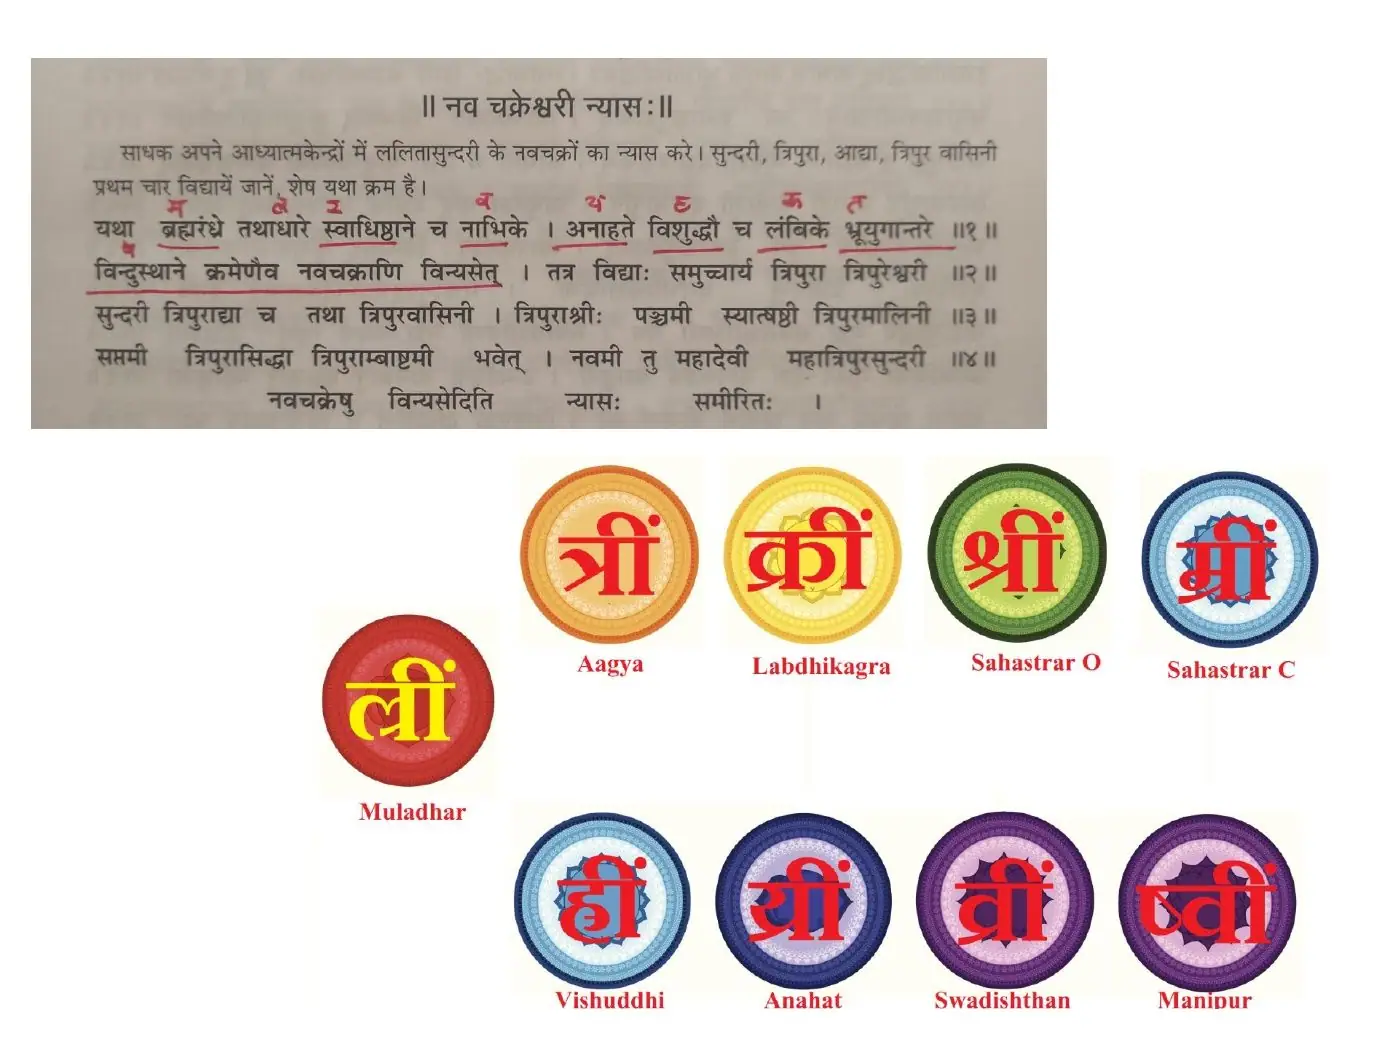 ॥ नव चक्रेश्वरी न्यासः॥
साधक अपने आध्यात्मकेन्द्रों में ललितासुन्दरी के नवचक्रों का न्यास करे। सुन्दरी, त्रिपुरा, आद्या, त्रिपुर वासिनी
प्रथम चार विद्यायें जानें, शेष यथा क्रम है।
म ल र व य ह क त
यथा ब्रह्मरंध्रे तथाधारे स्वाधिष्ठाने च नाभिके । अनाहते विशुद्धौ च लंबिके भ्रूयुगान्तरे ॥१॥
ष
विन्दुस्थाने क्रमेणैव नवचक्राणि विन्यसेत् । तत्र विद्याः समुच्चार्य त्रिपुरा त्रिपुरेश्वरी ॥२॥
सुन्दरी त्रिपुराद्या च तथा त्रिपुरवासिनी । त्रिपुराश्रीः पञ्चमी स्यात्षष्ठी त्रिपुरमालिनी ॥३॥
सप्तमी त्रिपुरासिद्धा त्रिपुराम्बाष्टमी भवेत् । नवमी तु महादेवी महात्रिपुरसुन्दरी ॥४॥
नवचक्रेषु विन्यसेदिति न्यासः समीरितः ।
त्रीं क्रीं श्रीं म्रीं
Aagya Labdhikagra Sahastrar O Sahastrar C
ल्रीं
Muladhar
ह्रीं य्रीं व्रीं ष्वीं
Vishuddhi Anahat Swadishthan Manipur